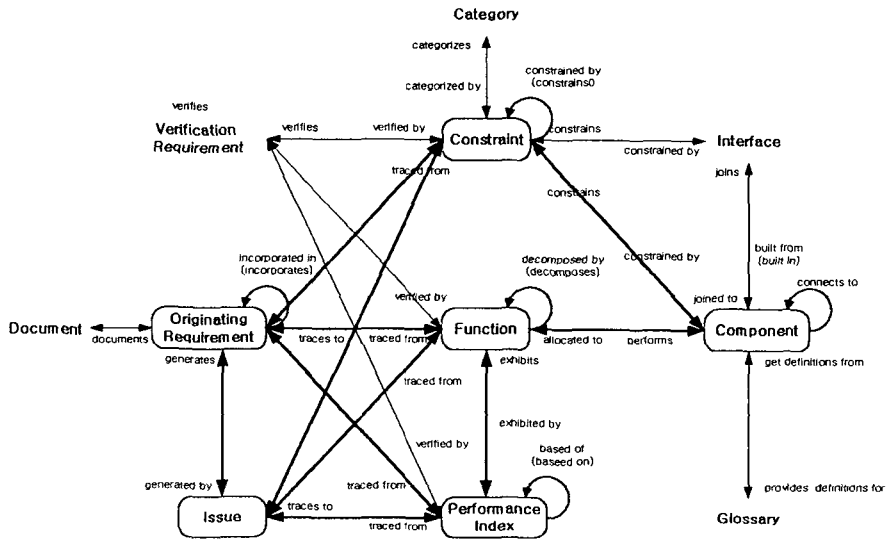 Category
categorizes
categorized by
constrained by
(constrains0
verifies
Verification
Requirement
verifies
verified by
Constraint
constrains
constrained by
Interface
traced from
constrains
joins
incorporated in
(incorporates)
decomposed by
(decomposes)
constrained by
built from
(built in)
verified by
joined to
connects to
Document
documents
Originating
Requirement
traces to
traced from
Function
allocated to
performs
Component
generates
exhibits
get definitions from
traced from
exhibited by
verified by
based of
(baseed on)
generated by
traced from
provides definitions for
Issue
traces to
traced from
Performance
Index
Glossary